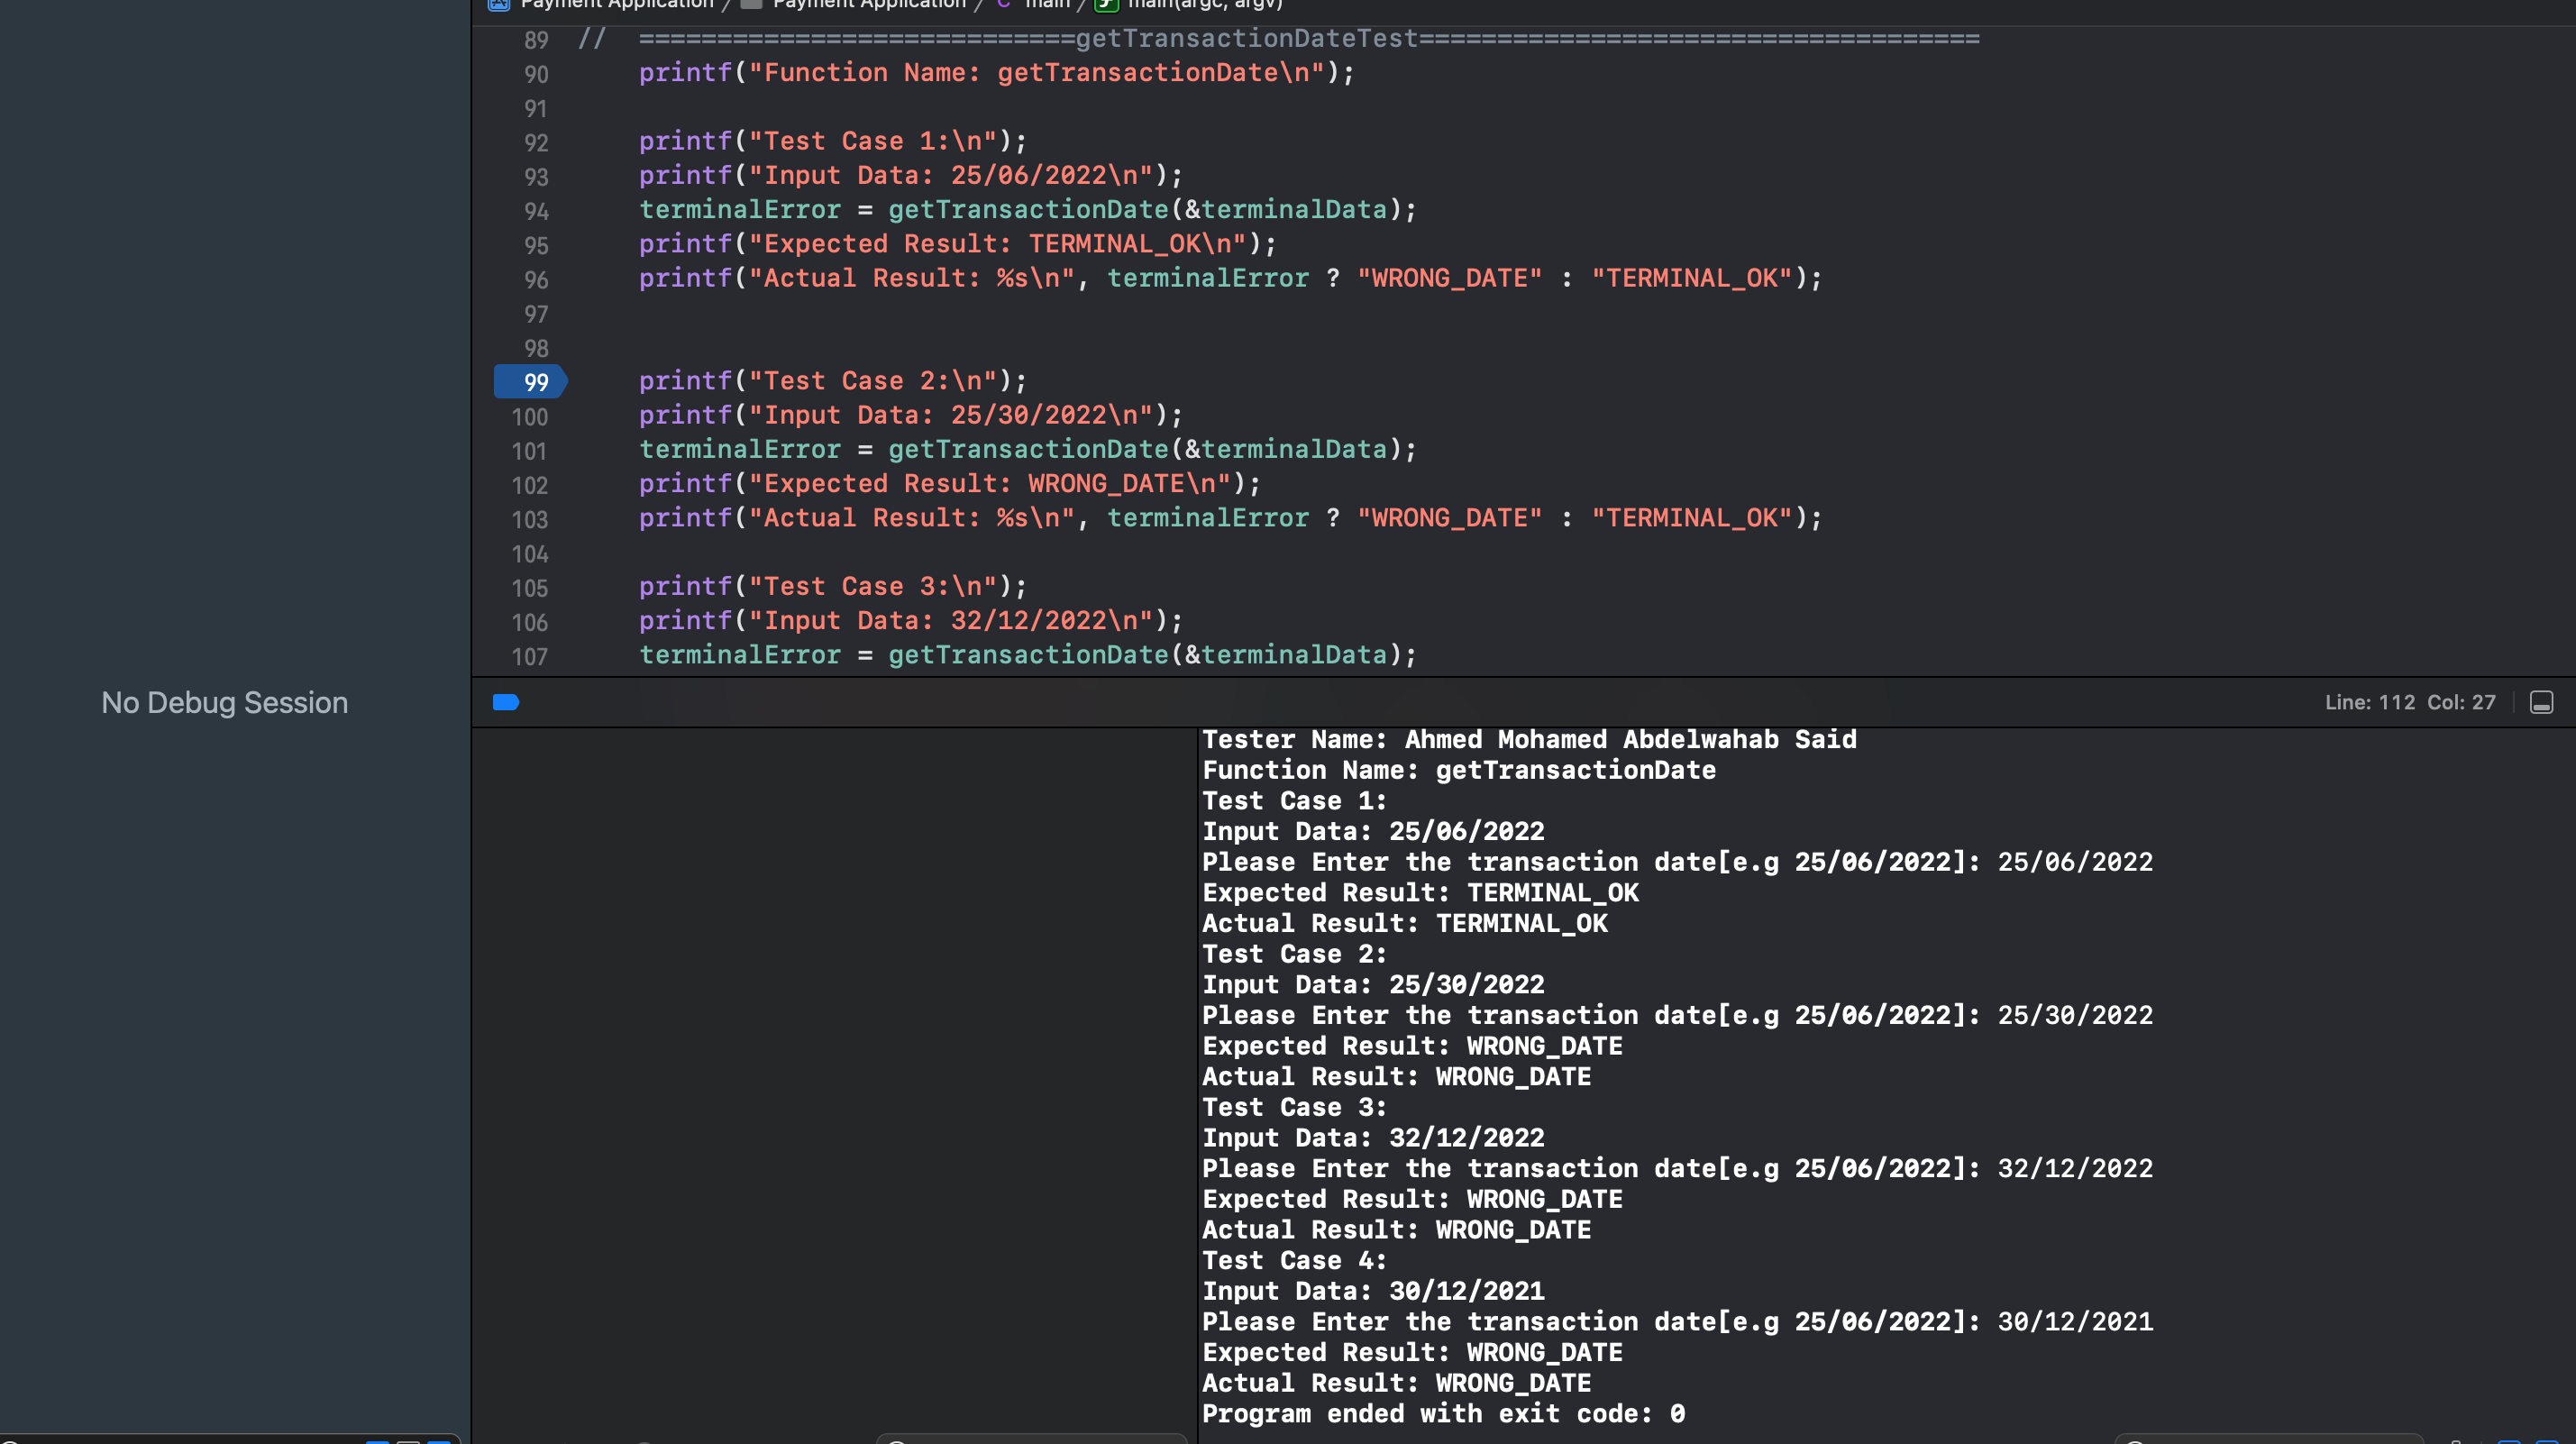 Payment Application / Payment Application / C main / main(argc, argv)
89 // ============================getTransactionDateTest====================================
90 printf("Function Name: getTransactionDate\n");
91
92 printf("Test Case 1:\n");
93 printf("Input Data: 25/06/2022\n");
94 terminalError = getTransactionDate(&terminalData);
95 printf("Expected Result: TERMINAL_OK\n");
96 printf("Actual Result: %s\n", terminalError ? "WRONG_DATE" : "TERMINAL_OK");
97
98
99 printf("Test Case 2:\n");
100 printf("Input Data: 25/30/2022\n");
101 terminalError = getTransactionDate(&terminalData);
102 printf("Expected Result: WRONG_DATE\n");
103 printf("Actual Result: %s\n", terminalError ? "WRONG_DATE" : "TERMINAL_OK");
104
105 printf("Test Case 3:\n");
106 printf("Input Data: 32/12/2022\n");
107 terminalError = getTransactionDate(&terminalData);
No Debug Session
Line: 112 Col: 27
Tester Name: Ahmed Mohamed Abdelwahab Said
Function Name: getTransactionDate
Test Case 1:
Input Data: 25/06/2022
Please Enter the transaction date[e.g 25/06/2022]: 25/06/2022
Expected Result: TERMINAL_OK
Actual Result: TERMINAL_OK
Test Case 2:
Input Data: 25/30/2022
Please Enter the transaction date[e.g 25/06/2022]: 25/30/2022
Expected Result: WRONG_DATE
Actual Result: WRONG_DATE
Test Case 3:
Input Data: 32/12/2022
Please Enter the transaction date[e.g 25/06/2022]: 32/12/2022
Expected Result: WRONG_DATE
Actual Result: WRONG_DATE
Test Case 4:
Input Data: 30/12/2021
Please Enter the transaction date[e.g 25/06/2022]: 30/12/2021
Expected Result: WRONG_DATE
Actual Result: WRONG_DATE
Program ended with exit code: 0